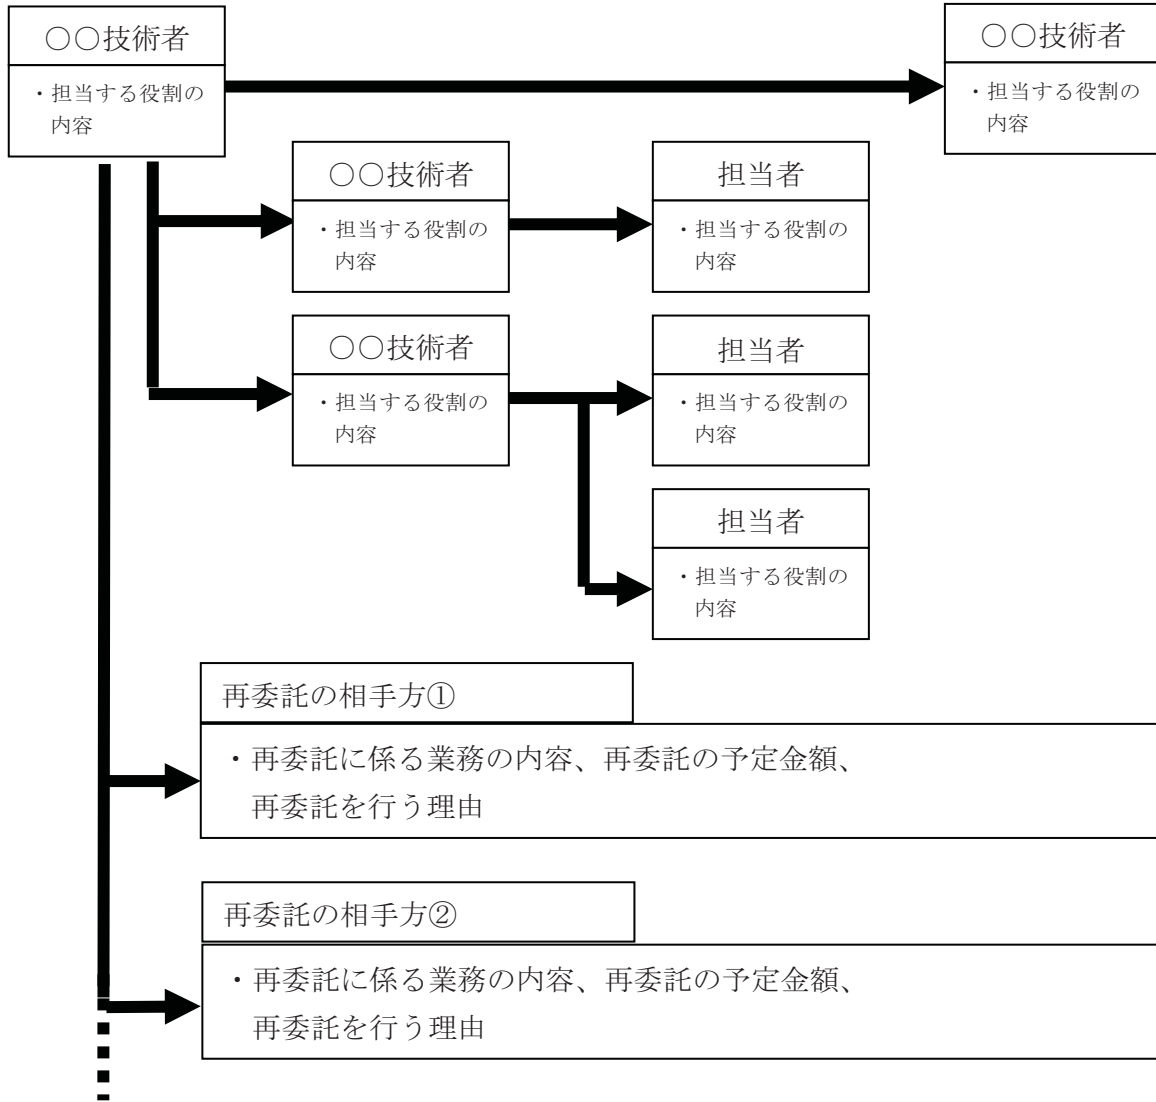 ○○技術者
・担当する役割の
内容
○○技術者
・担当する役割の
内容
○○技術者
・担当する役割の
内容
担当者
・担当する役割の
内容
○○技術者
・担当する役割の
内容
担当者
・担当する役割の
内容
担当者
・担当する役割の
内容
再委託の相手方①
・再委託に係る業務の内容、再委託の予定金額、
再委託を行う理由
再委託の相手方②
・再委託に係る業務の内容、再委託の予定金額、
再委託を行う理由